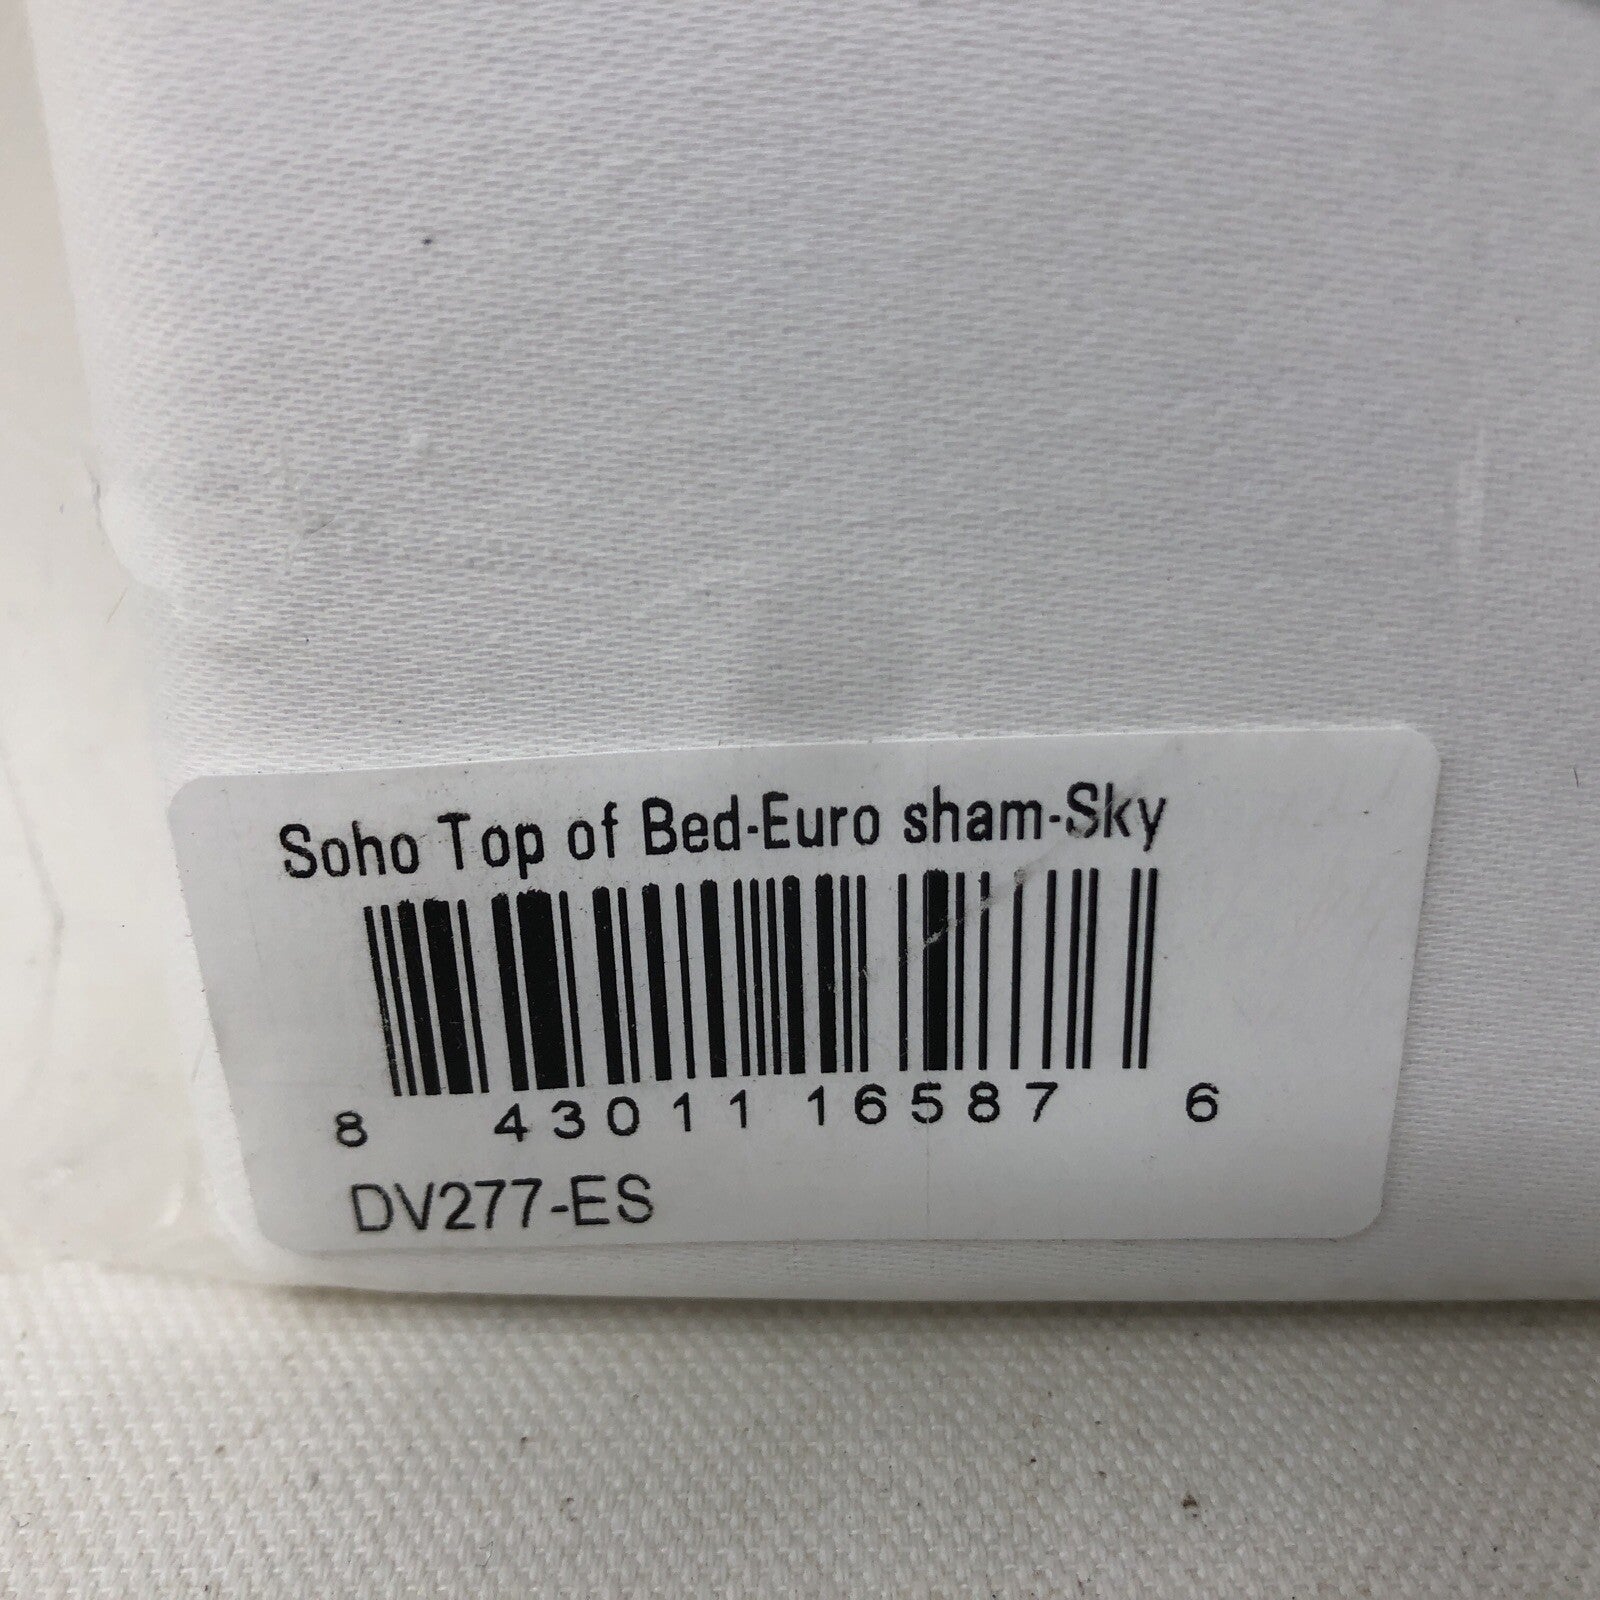 Soho Top of Bed-Euro sham-Sky
8 43011 16587 6
DV277-ES